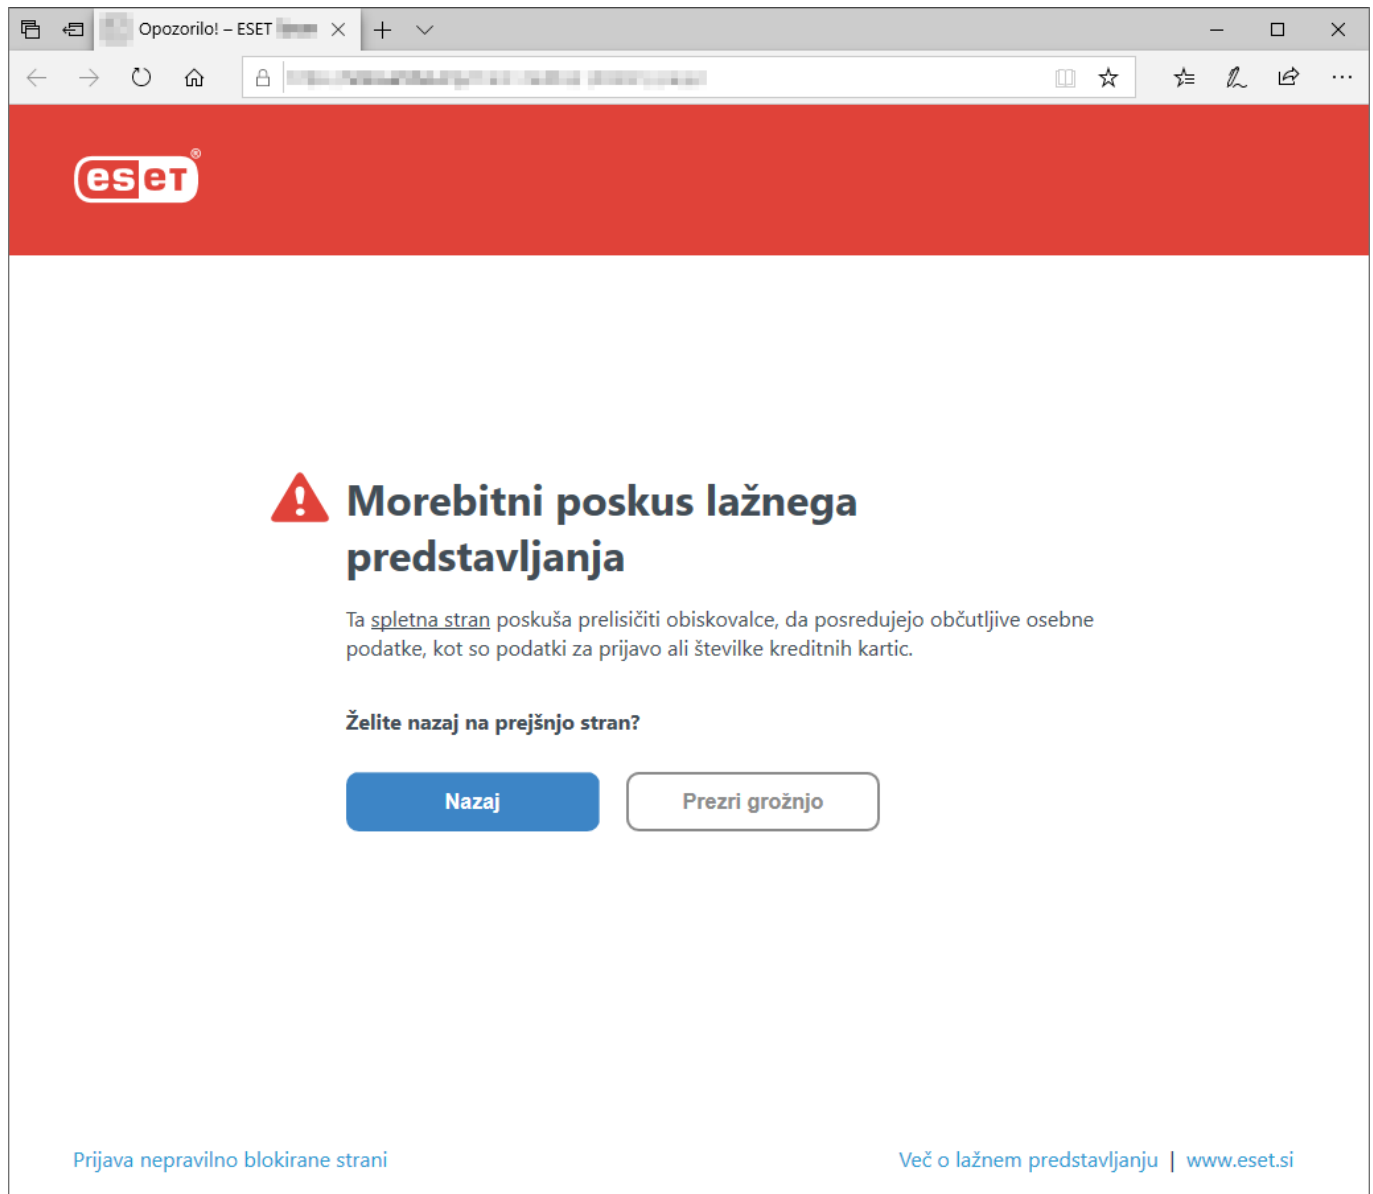 Opozorilo! – ESET
eseT®
Morebitni poskus lažnega
predstavljanja
Ta spletna stran poskuša prelisičiti obiskovalce, da posredujejo občutljive osebne
podatke, kot so podatki za prijavo ali številke kreditnih kartic.
Želite nazaj na prejšnjo stran?
Nazaj
Prezri grožnjo
Prijava nepravilno blokirane strani
Več o lažnem predstavljanju | www.eset.si